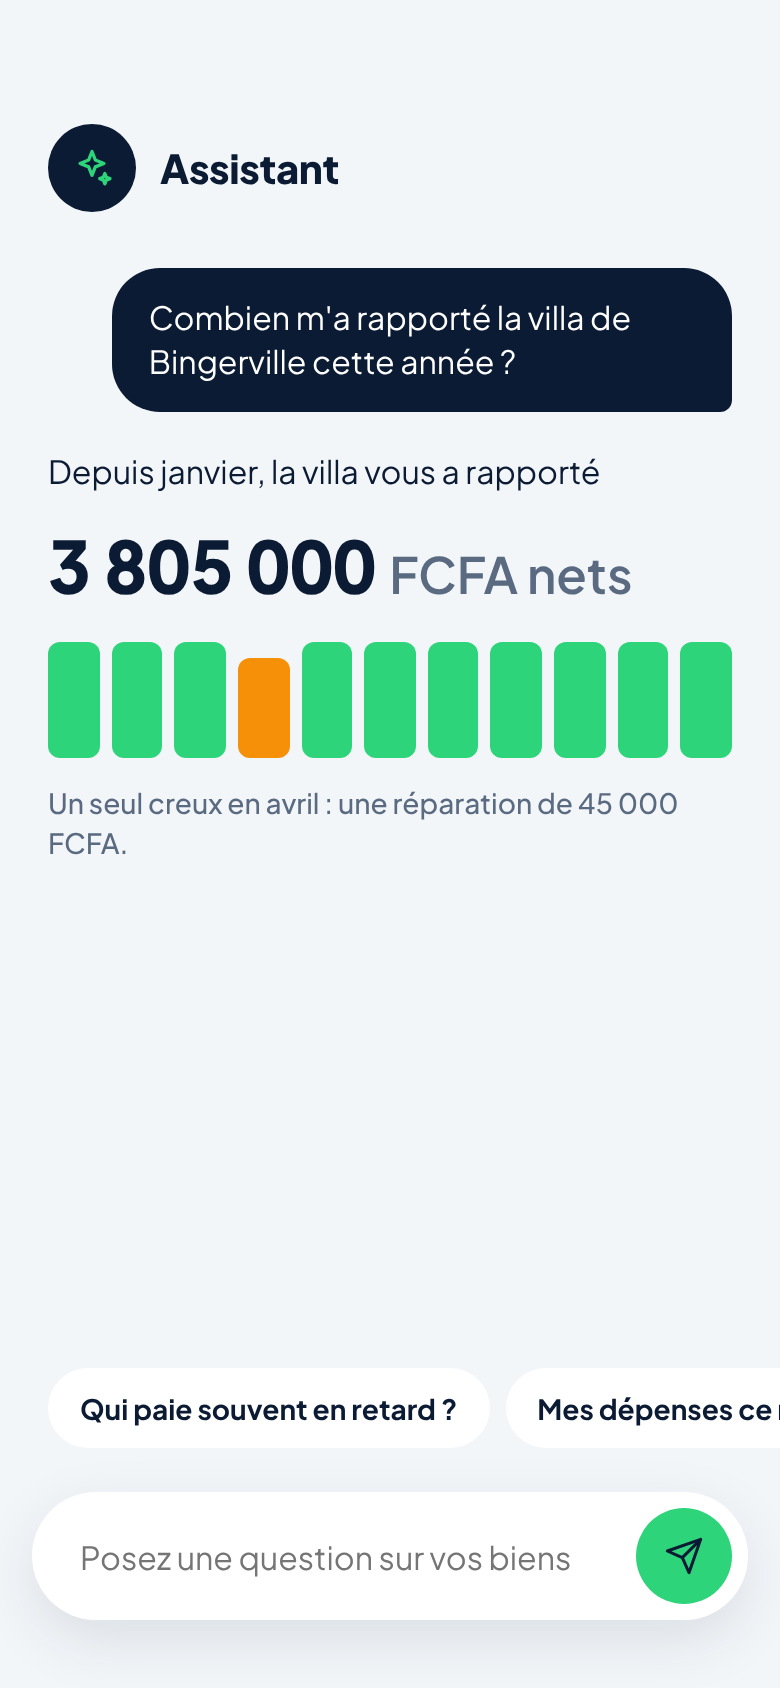 Assistant
Combien m'a rapporté la villa de
Bingerville cette année ?
Depuis janvier, la villa vous a rapporté
3 805 000 FCFA nets
Un seul creux en avril : une réparation de 45 000
FCFA.
Qui paie souvent en retard ?
Mes dépenses ce
Posez une question sur vos biens